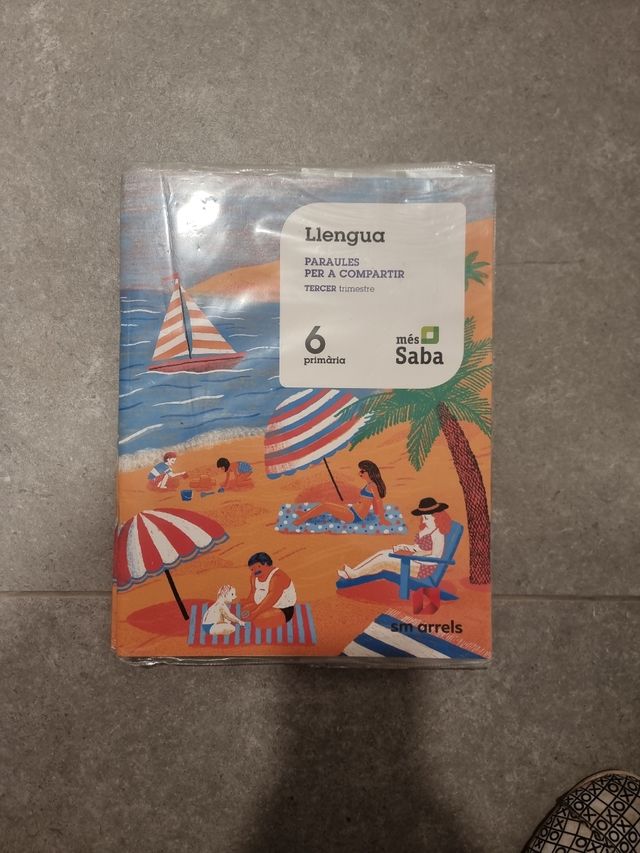 Llengua
PARAULES
PER A COMPARTIR
TERCER trimestre
6
primària
més
Saba
sm arrels